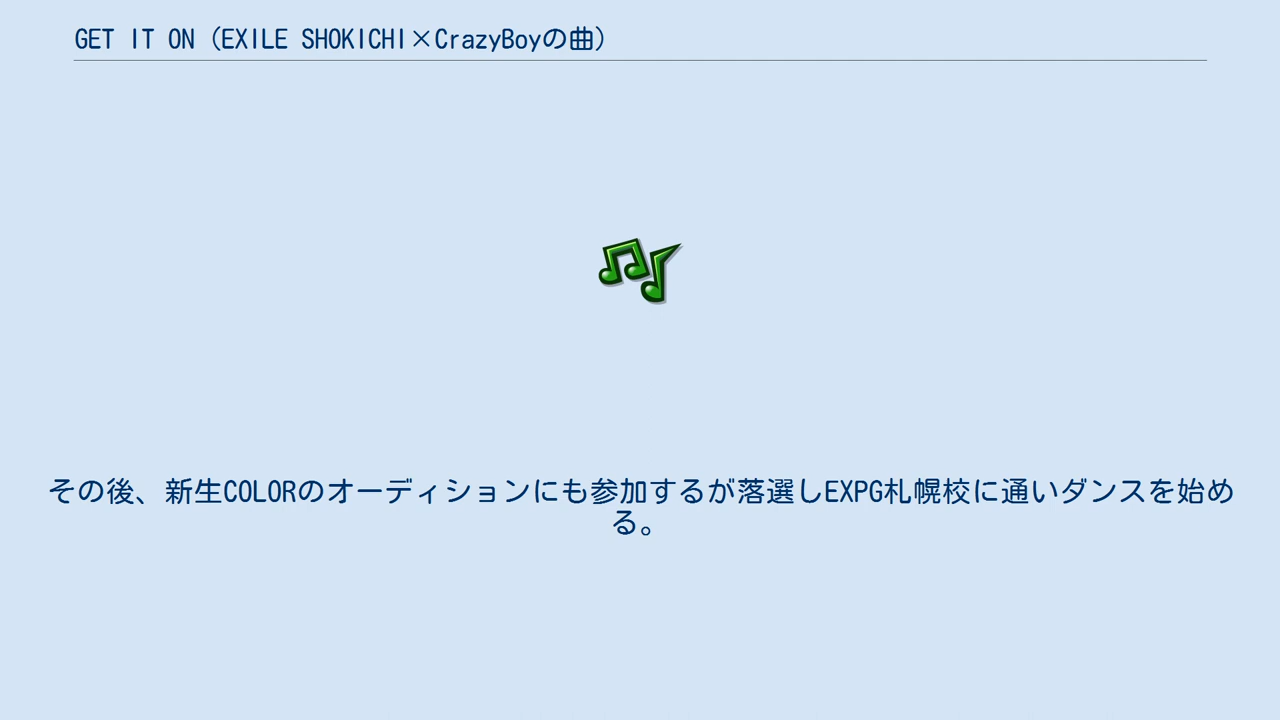 GET IT ON（EXILE SHOKICHI×CrazyBoyの曲）
その後、新生COLORのオーディションにも参加するが落選しEXPG札幌校に通いダンスを始め
る。